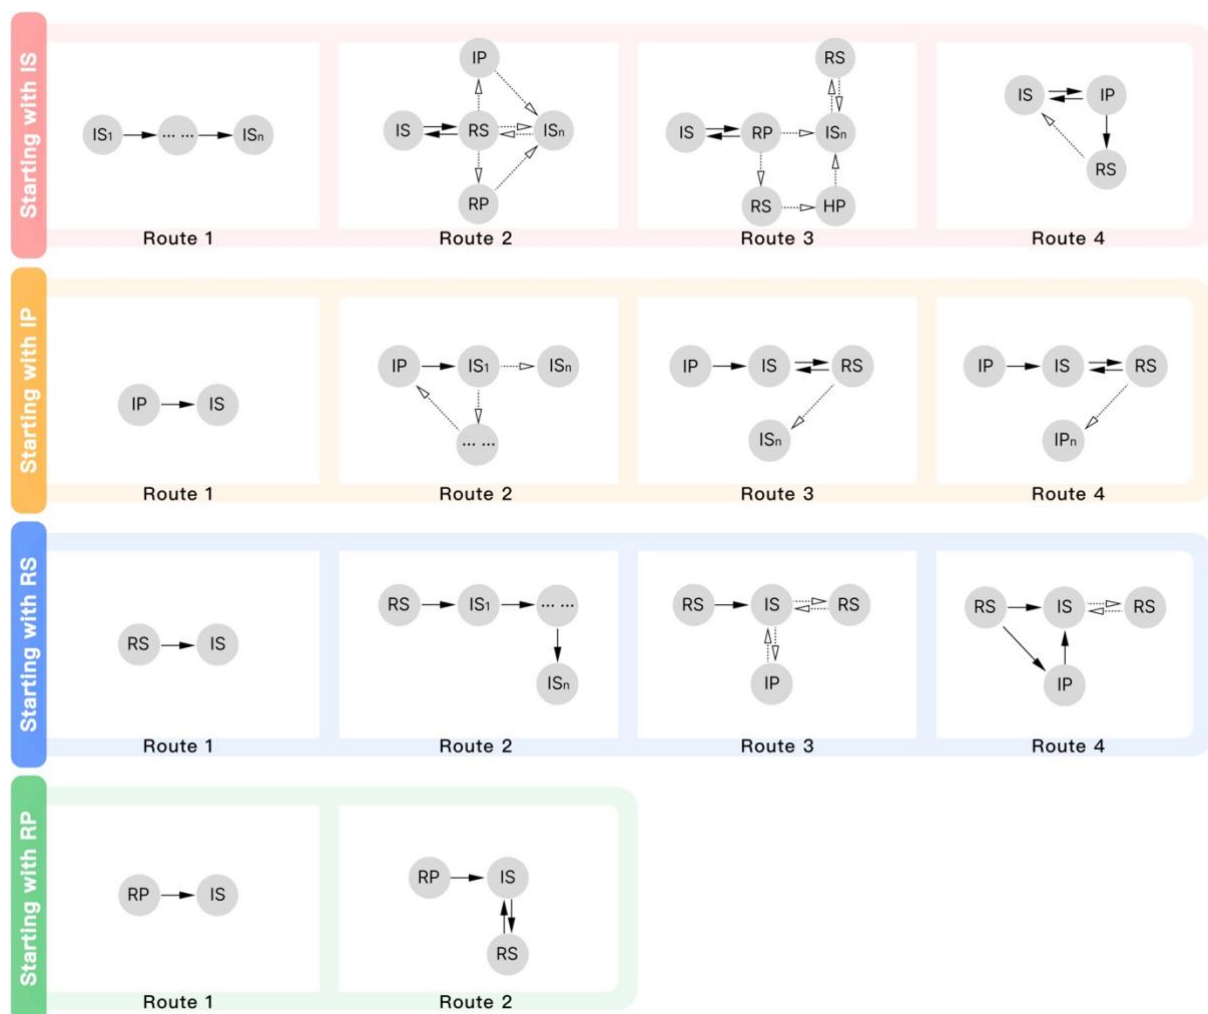 Starting with IS
IS1
... ...
ISn
Route 1
IP
IS
RS
ISn
RP
Route 2
RS
IS
RP
ISn
RS
HP
Route 3
IS
IP
RS
Route 4
Starting with IP
IP
IS
Route 1
IP
IS1
ISn
... ...
Route 2
IP
IS
RS
ISn
Route 3
IP
IS
RS
IPn
Route 4
Starting with RS
RS
IS
Route 1
RS
IS1
... ...
ISn
Route 2
RS
IS
RS
IP
Route 3
RS
IS
RS
IP
Route 4
Starting with RP
RP
IS
Route 1
RP
IS
RS
Route 2